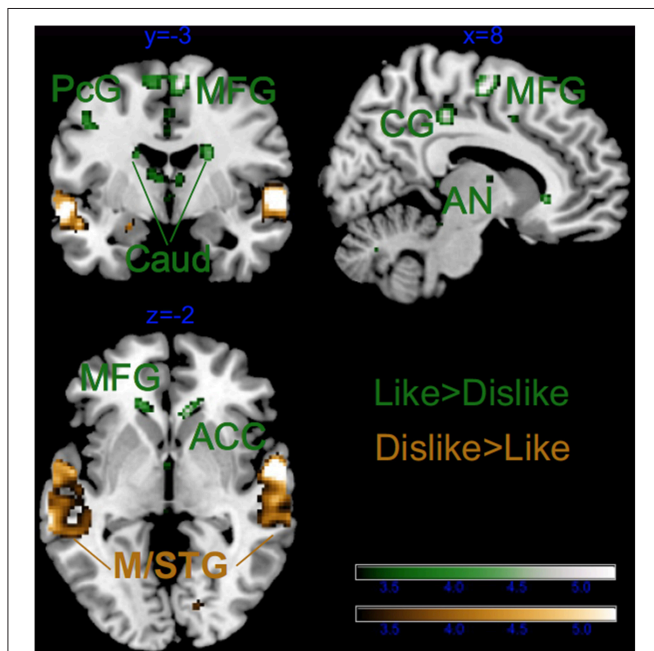 y=-3
x=8
PcG
MFG
MFG
CG
AN
Caud
z=-2
MFG
ACC
Like>Dislike
Dislike>Like
M/STG
3.5 4.0 4.5 5.0
3.5 4.0 4.5 5.0